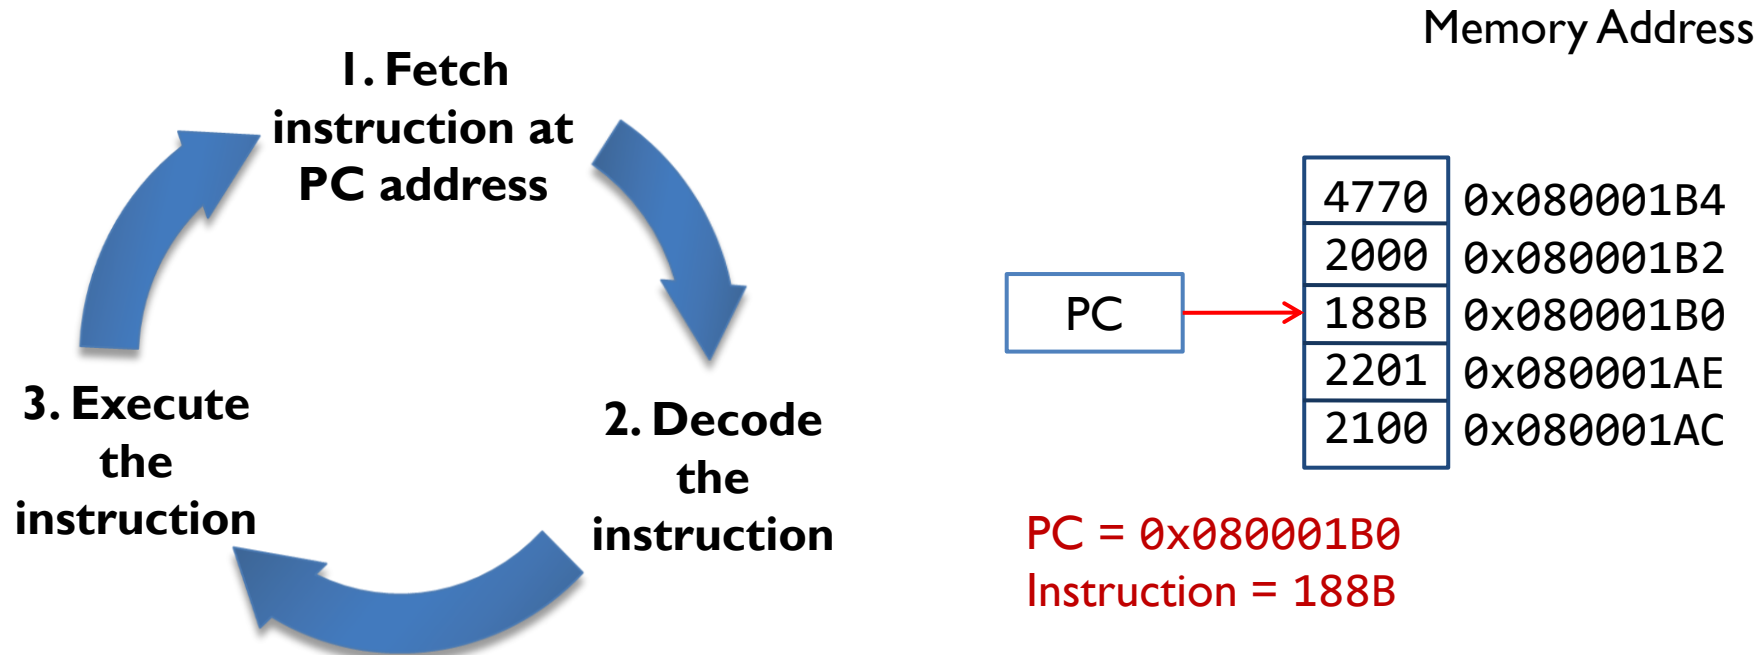 1. Fetch
instruction at
PC address
2. Decode
the
instruction
3. Execute
the
instruction
Memory Address
PC
4770 0x080001B4
2000 0x080001B2
188B 0x080001B0
2201 0x080001AE
2100 0x080001AC
PC = 0x080001B0
Instruction = 188B